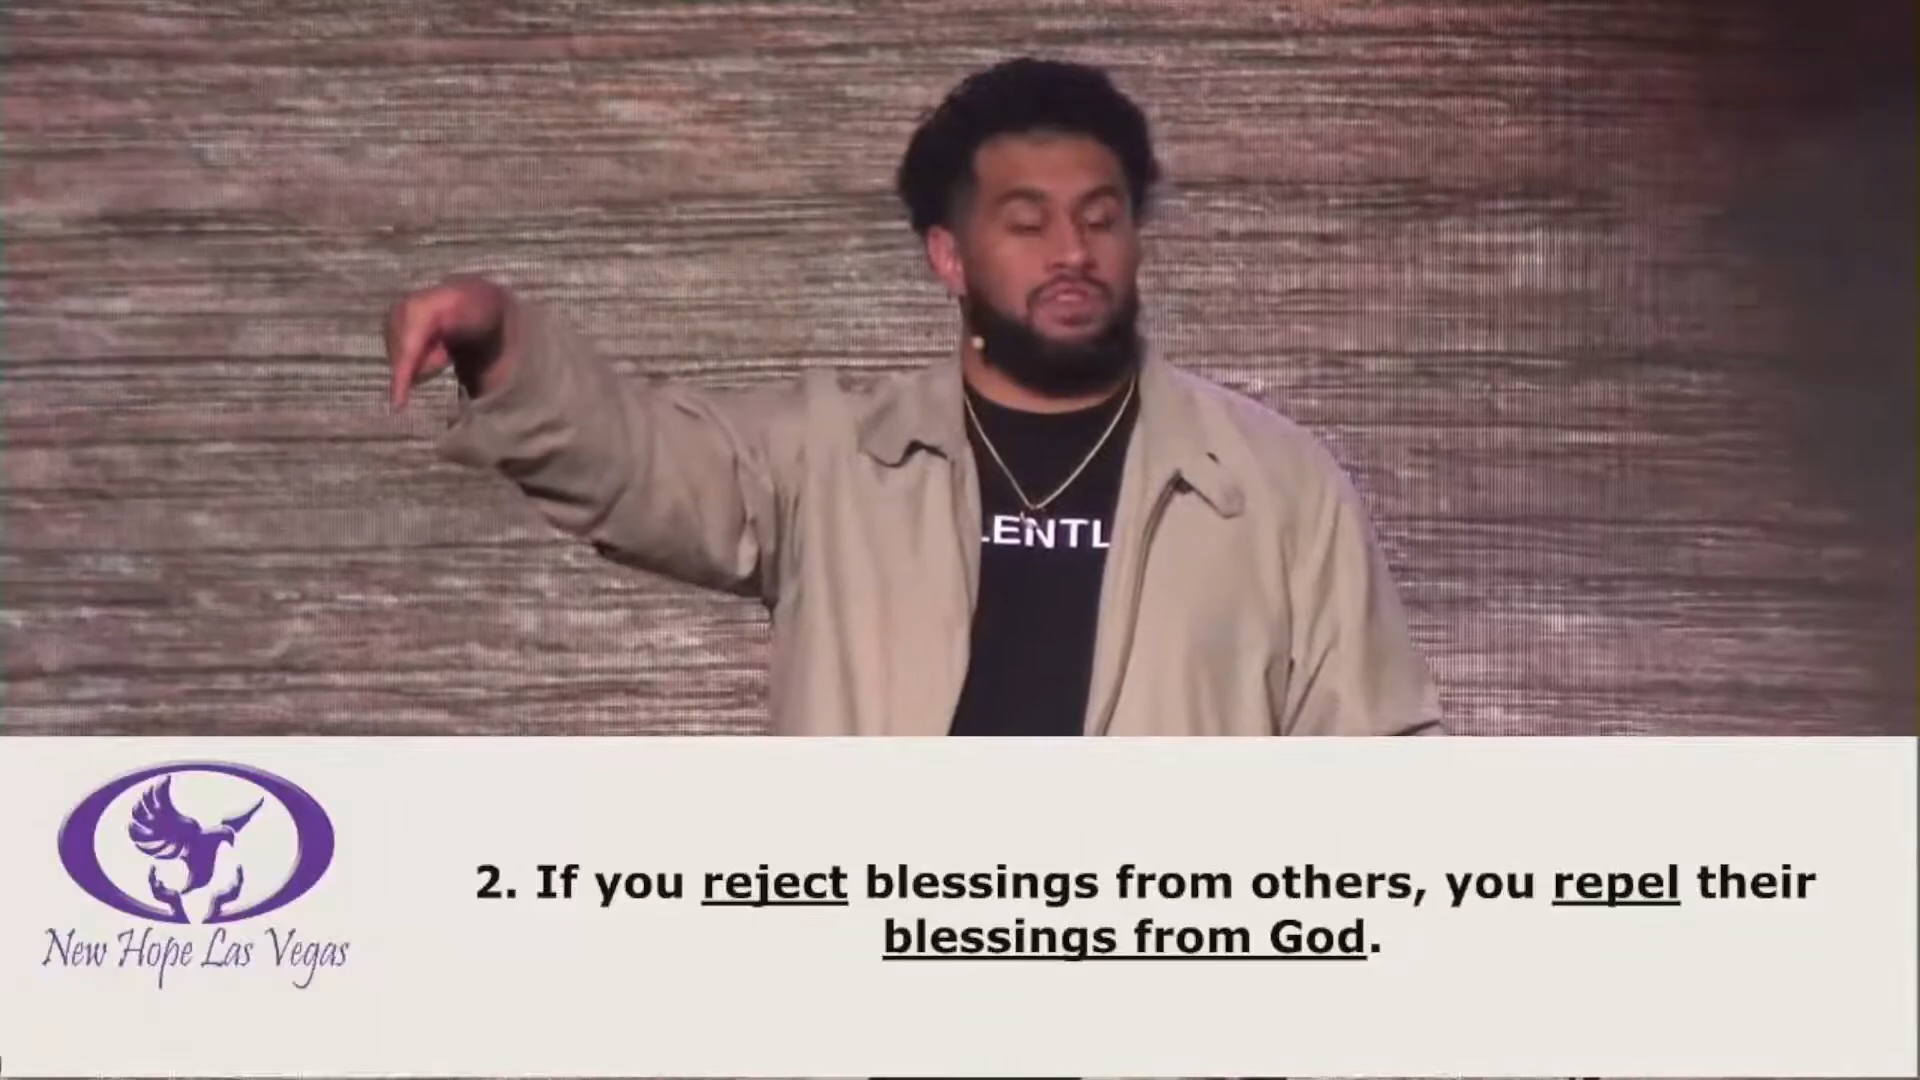 LENTL
New Hope Las Vegas
2. If you reject blessings from others, you repel their
blessings from God.